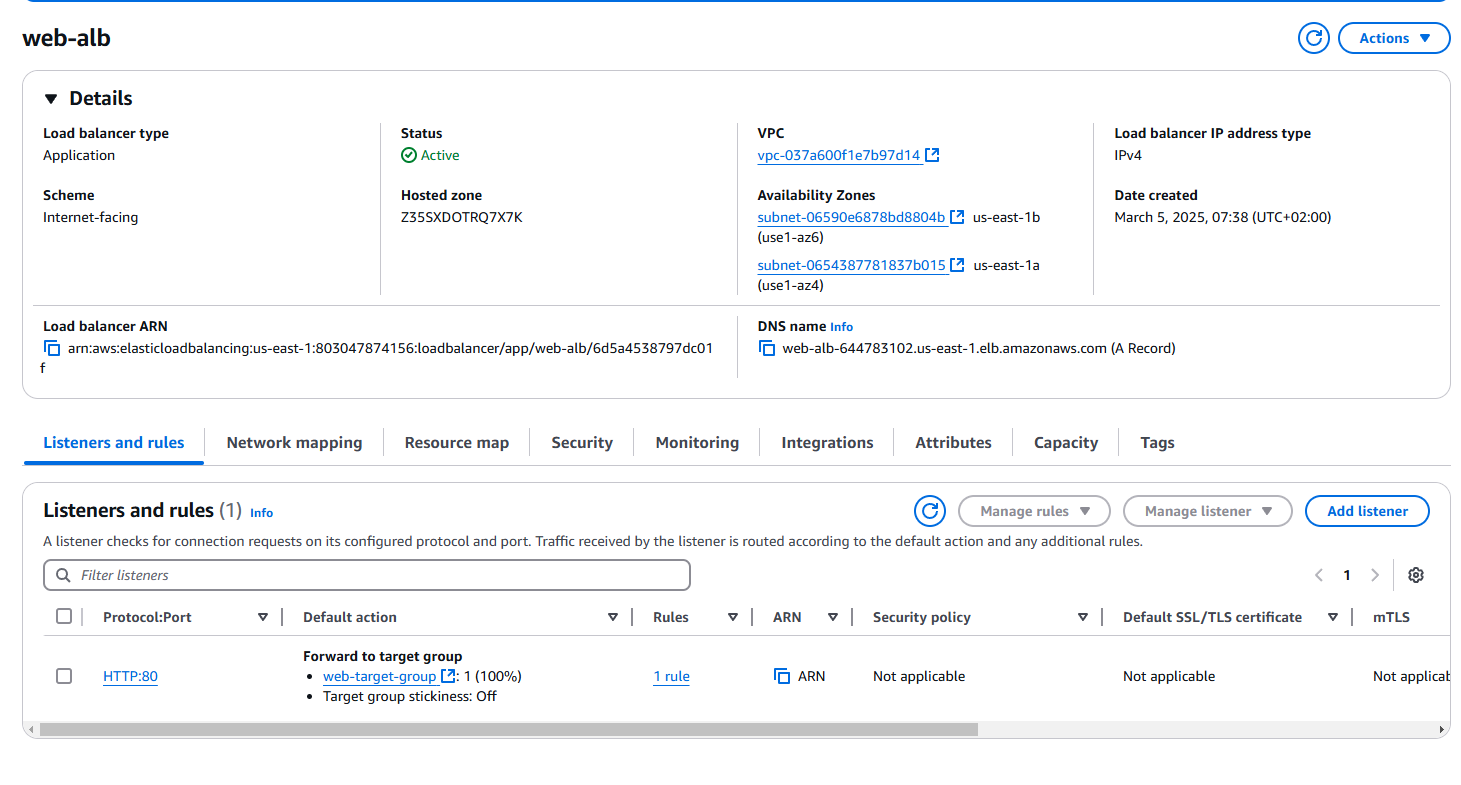 web-alb
Actions
Details
Load balancer type
Application
Status
Active
VPC
vpc-037a600f1e7b97d14
Load balancer IP address type
IPv4
Scheme
Internet-facing
Hosted zone
Z35SXDOTRQ7X7K
Availability Zones
subnet-06590e6878bd8804b us-east-1b
(use1-az6)
subnet-0654387781837b015 us-east-1a
(use1-az4)
Date created
March 5, 2025, 07:38 (UTC+02:00)
Load balancer ARN
arn:aws:elasticloadbalancing:us-east-1:803047874156:loadbalancer/app/web-alb/6d5a4538797dc01
f
DNS name Info
web-alb-644783102.us-east-1.elb.amazonaws.com (A Record)
Listeners and rules Network mapping Resource map Security Monitoring Integrations Attributes Capacity Tags
Listeners and rules (1) Info
Manage rules Manage listener Add listener
A listener checks for connection requests on its configured protocol and port. Traffic received by the listener is routed according to the default action and any additional rules.
Filter listeners
1
Protocol:Port Default action Rules ARN Security policy Default SSL/TLS certificate mTLS
HTTP:80
Forward to target group
• web-target-group : 1 (100%)
• Target group stickiness: Off
1 rule
ARN
Not applicable
Not applicable
Not applicab